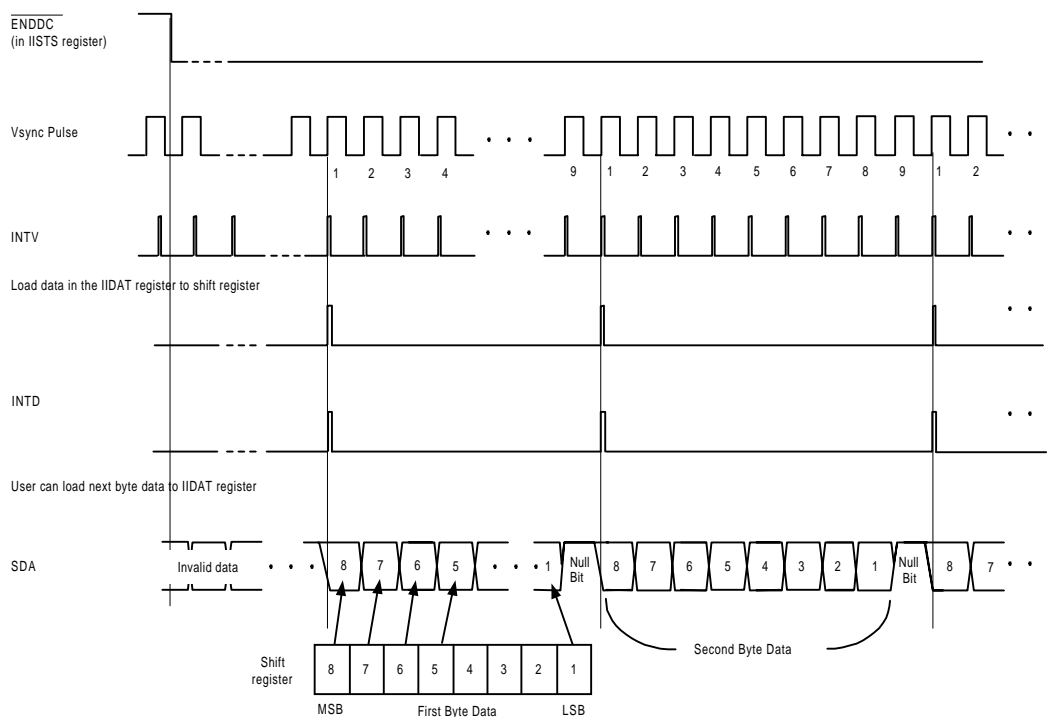 ENDDC
(in IISTS register)
Vsync Pulse
1 2 3 4 9 1 2 3 4 5 6 7 8 9 1 2
INTV
Load data in the IIDAT register to shift register
INTD
User can load next byte data to IIDAT register
SDA
Invalid data 8 7 6 5 1 Null Bit 8 7 6 5 4 3 2 1 Null Bit 8 7
Second Byte Data
Shift register
8 7 6 5 4 3 2 1
MSB First Byte Data LSB